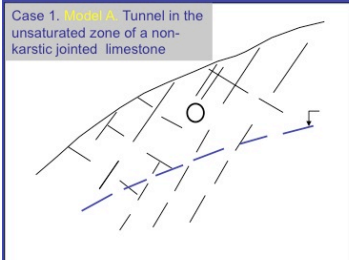 Case 1. Model A. Tunnel in the
unsaturated zone of a non-
karstic jointed limestone